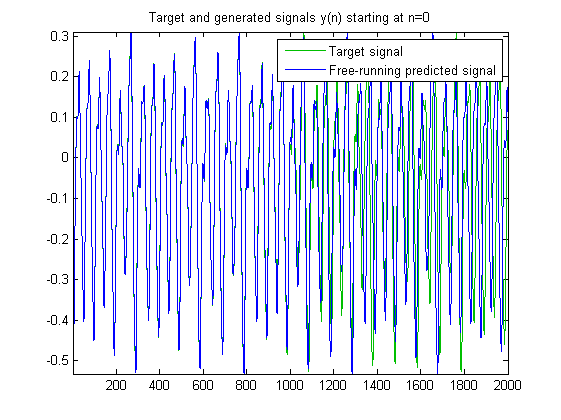 Target and generated signals y(n) starting at n=0
Target signal
Free-running predicted signal
0.3
0.2
0.1
0
-0.1
-0.2
-0.3
-0.4
-0.5
200 400 600 800 1000 1200 1400 1600 1800 2000